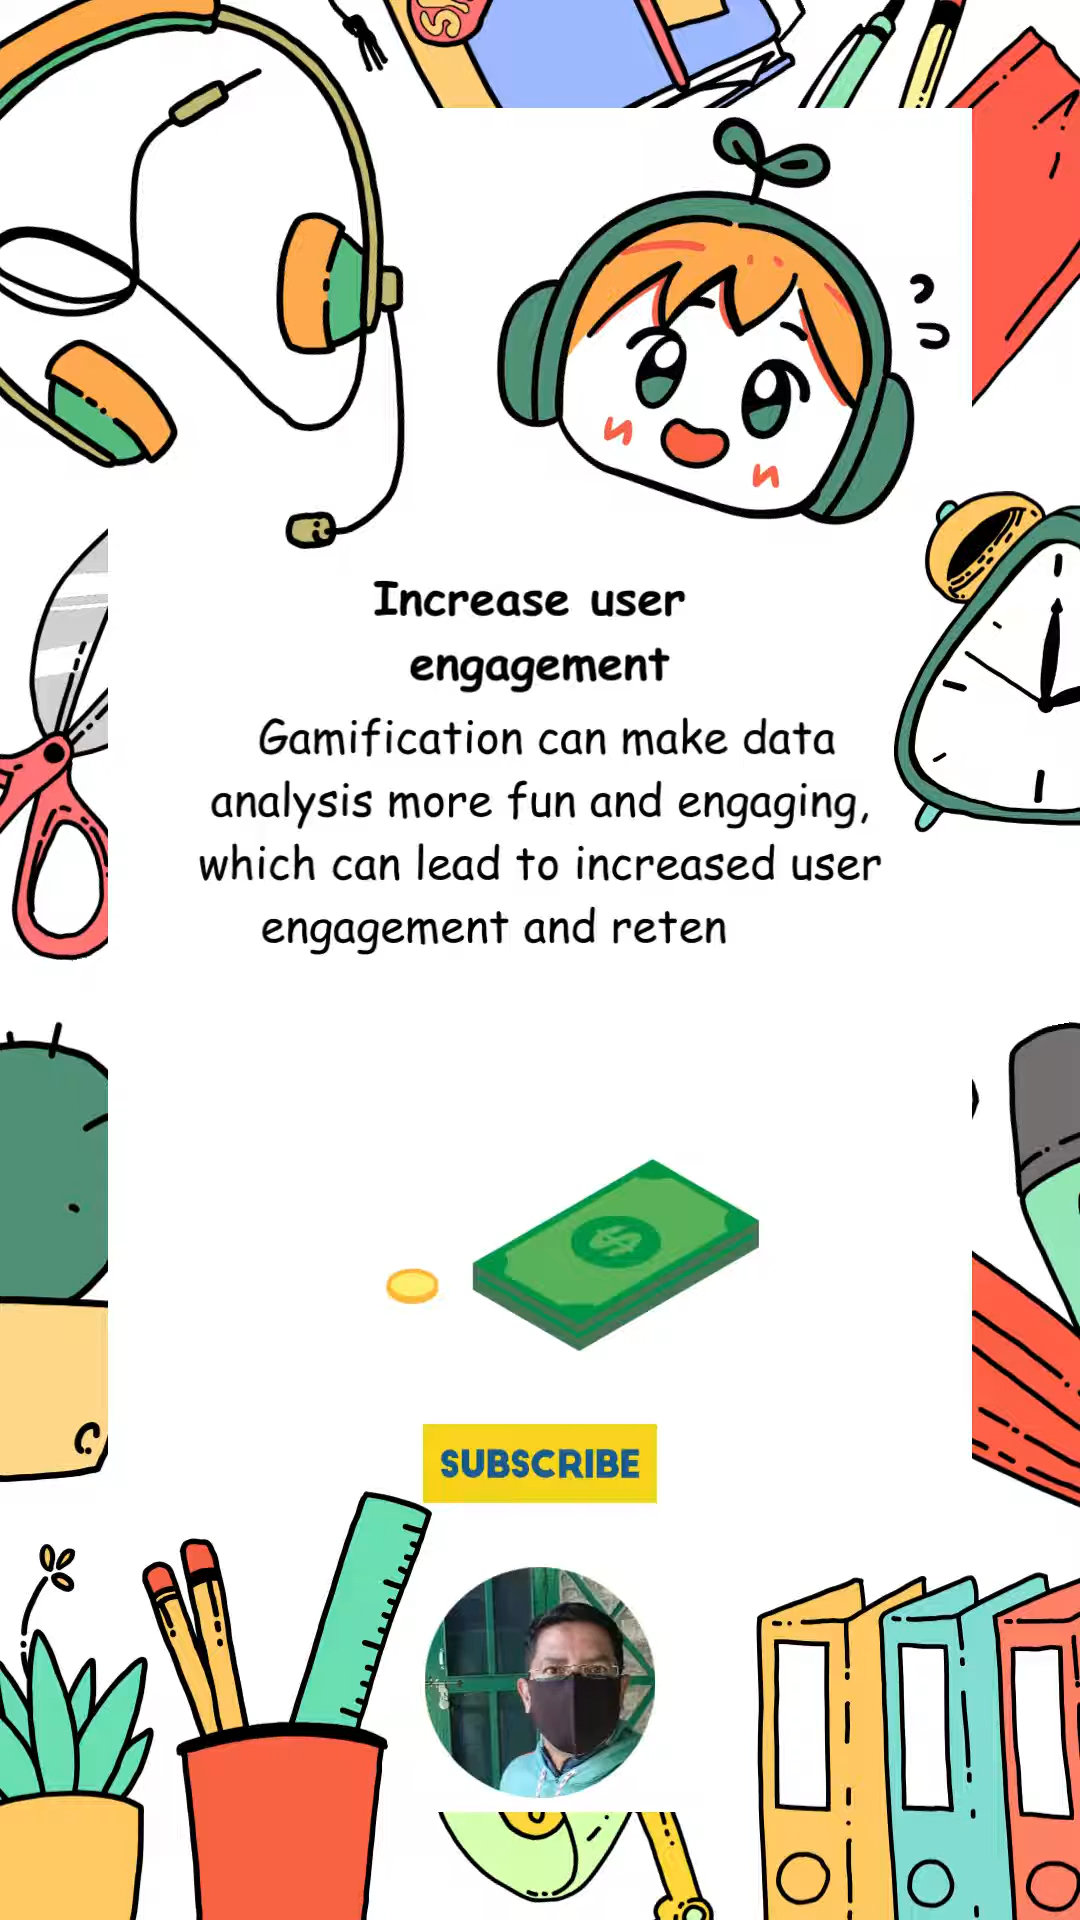 Increase user
engagement
Gamification can make data
analysis more fun and engaging,
which can lead to increased user
engagement and reten
SUBSCRIBE